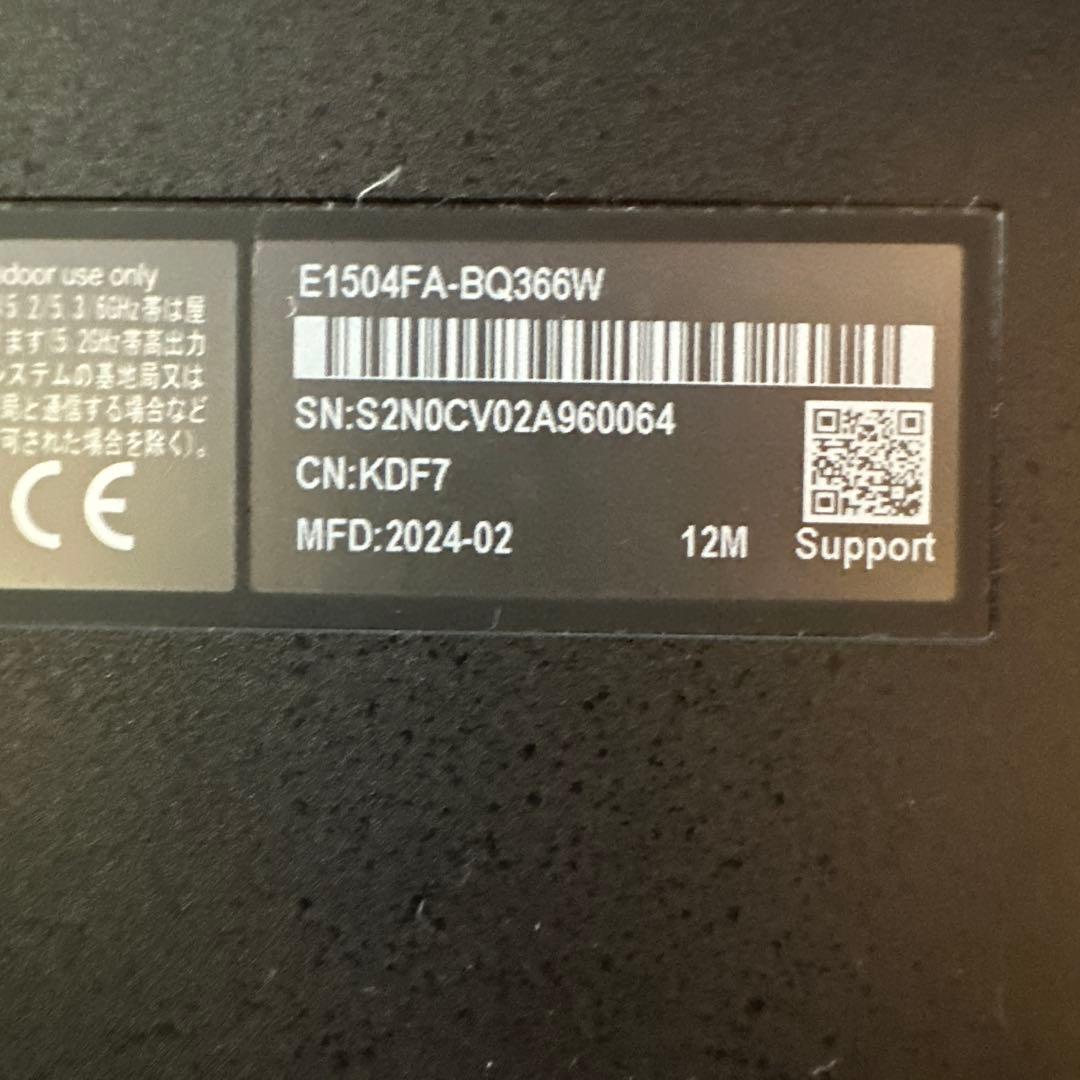 door use only
5.2/5.3 6GHz帯は屋
ます(5.2GHz帯高出力
システムの基地局又は
局と通信する場合など
可された場合を除く)。
CE
E1504FA-BQ366W
SN:S2N0CV02A960064
CN:KDF7
MFD:2024-02
12M
Support